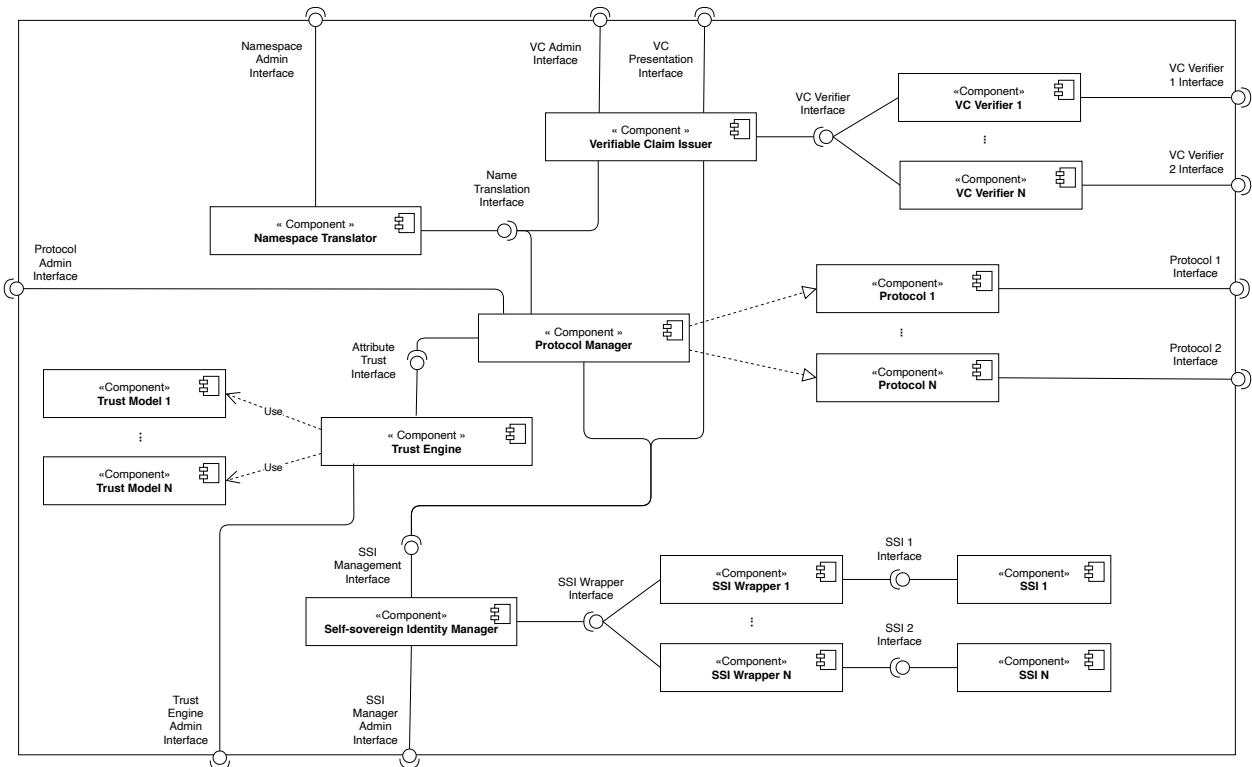 Namespace
Admin
Interface
VC Admin
Interface
VC
Presentation
Interface
VC Verifier
Interface
«Component»
VC Verifier 1
VC Verifier
1 Interface
« Component »
Verifiable Claim Issuer
⋮
«Component»
VC Verifier N
VC Verifier
2 Interface
Name
Translation
Interface
« Component »
Namespace Translator
Protocol
Admin
Interface
«Component»
Protocol 1
Protocol 1
Interface
« Component »
Protocol Manager
⋮
Attribute
Trust
Interface
«Component»
Protocol N
Protocol 2
Interface
«Component»
Trust Model 1
Use
⋮
« Component »
Trust Engine
«Component»
Trust Model N
Use
SSI
Management
Interface
SSI Wrapper
Interface
«Component»
SSI Wrapper 1
SSI 1
Interface
«Component»
SSI 1
«Component»
Self-sovereign Identity Manager
⋮
«Component»
SSI Wrapper N
SSI 2
Interface
«Component»
SSI N
Trust
Engine
Admin
Interface
SSI
Manager
Admin
Interface